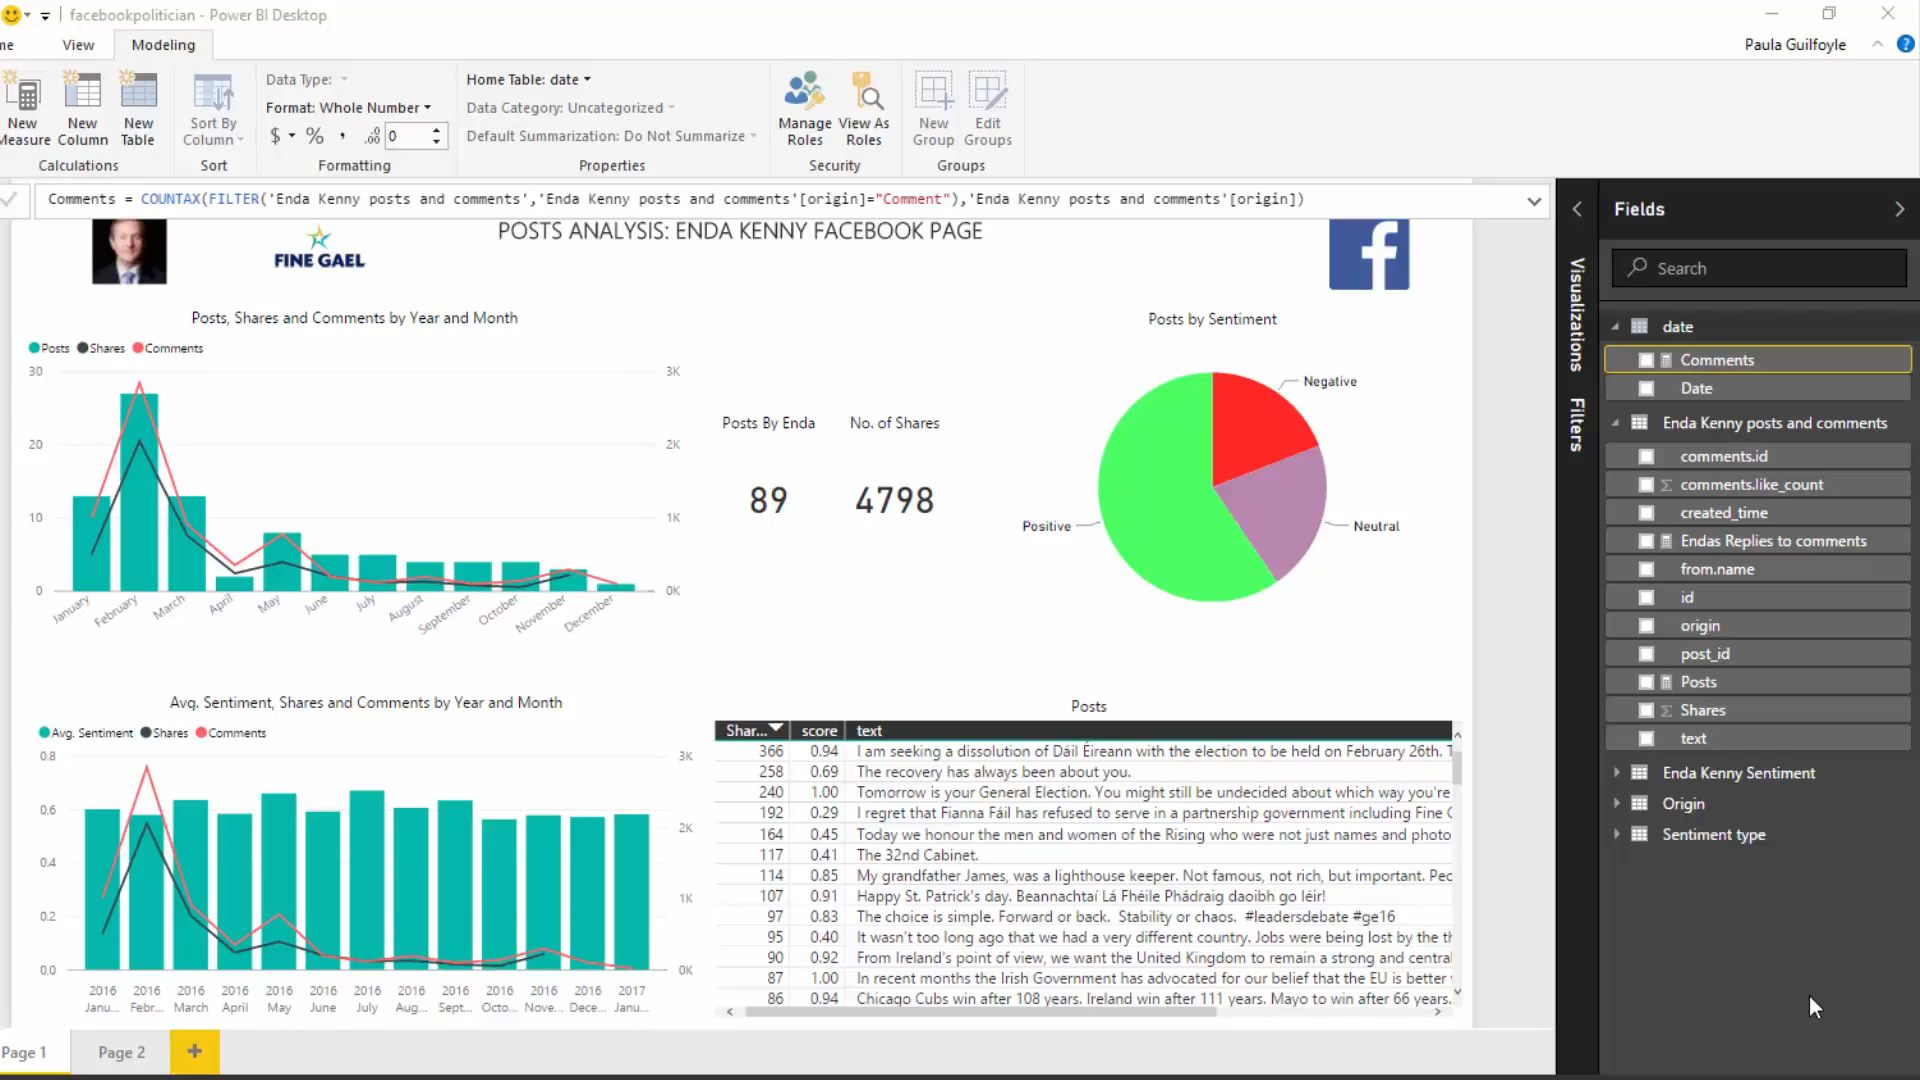 facebookpolitician - Power BI Desktop
me View Modeling Paula Guilfoyle ?
New Measure
New Column
New Table
Calculations
Sort By Column
Sort
Data Type:
Format: Whole Number
$ % , .00 0
Formatting
Home Table: date
Data Category: Uncategorized
Default Summarization: Do Not Summarize
Properties
Manage Roles
View As Roles
Security
New Group
Edit Groups
Groups
Comments = COUNTAX(FILTER('Enda Kenny posts and comments','Enda Kenny posts and comments'[origin]="Comment"),'Enda Kenny posts and comments'[origin])
FINE GAEL
POSTS ANALYSIS: ENDA KENNY FACEBOOK PAGE
f
Posts, Shares and Comments by Year and Month
Posts Shares Comments
30 3K
20 2K
10 1K
0 0K
January February March April May June July August September October November December
Posts By Enda
89
No. of Shares
4798
Posts by Sentiment
Negative
Positive
Neutral
Avg. Sentiment, Shares and Comments by Year and Month
Avg. Sentiment Shares Comments
0.8 3K
0.6
2K
0.4
1K
0.2
0.0 0K
2016 2016 2016 2016 2016 2016 2016 2016 2016 2016 2016 2016 2017
Janu... Febr... March April May June July Aug... Sept... Octo... Nove... Dece... Janu...
Posts
Shar... score text
366 0.94 I am seeking a dissolution of Dáil Éireann with the election to be held on February 26th. T
258 0.69 The recovery has always been about you.
240 1.00 Tomorrow is your General Election. You might still be undecided about which way you're
192 0.29 I regret that Fianna Fáil has refused to serve in a partnership government including Fine G
164 0.45 Today we honour the men and women of the Rising who were not just names and photo
117 0.41 The 32nd Cabinet.
114 0.85 My grandfather James, was a lighthouse keeper. Not famous, not rich, but important. Peo
107 0.91 Happy St. Patrick's day. Beannachtaí Lá Fhéile Phádraig daoibh go léir!
97 0.83 The choice is simple. Forward or back. Stability or chaos. #leadersdebate #ge16
95 0.40 It wasn't too long ago that we had a very different country. Jobs were being lost by the th
90 0.92 From Ireland's point of view, we want the United Kingdom to remain a strong and central
87 1.00 In recent months the Irish Government has advocated for our belief that the EU is better
86 0.94 Chicago Cubs win after 108 years. Ireland win after 111 years. Mayo to win after 66 years.
Page 1 Page 2 +
Visualizations
Filters
Fields
Search
date
Comments
Date
Enda Kenny posts and comments
comments.id
Σ comments.like_count
created_time
Endas Replies to comments
from.name
id
origin
post_id
Posts
Σ Shares
text
Enda Kenny Sentiment
Origin
Sentiment type